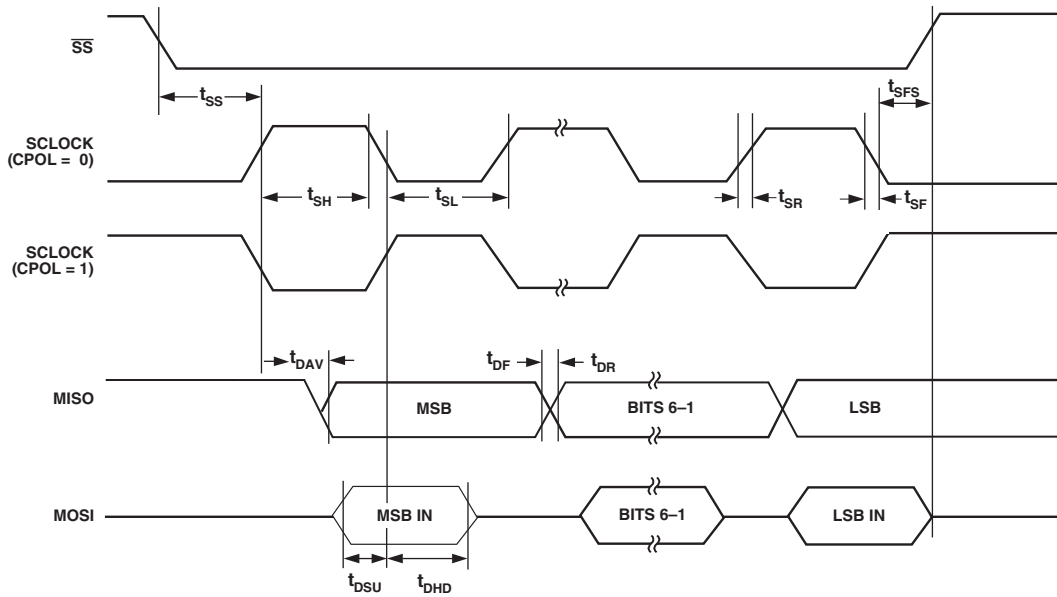 SS
tSS
tSFS
SCLOCK
(CPOL = 0)
tSH
tSL
tSR
tSF
SCLOCK
(CPOL = 1)
tDAV
tDF
tDR
MISO
MSB
BITS 6–1
LSB
MOSI
MSB IN
BITS 6–1
LSB IN
tDSU
tDHD